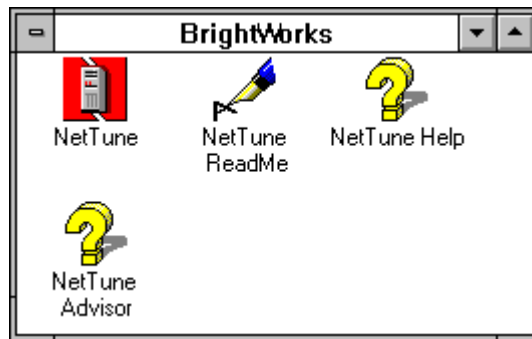 BrightWorks
NetTune
NetTune
ReadMe
NetTune Help
NetTune
Advisor